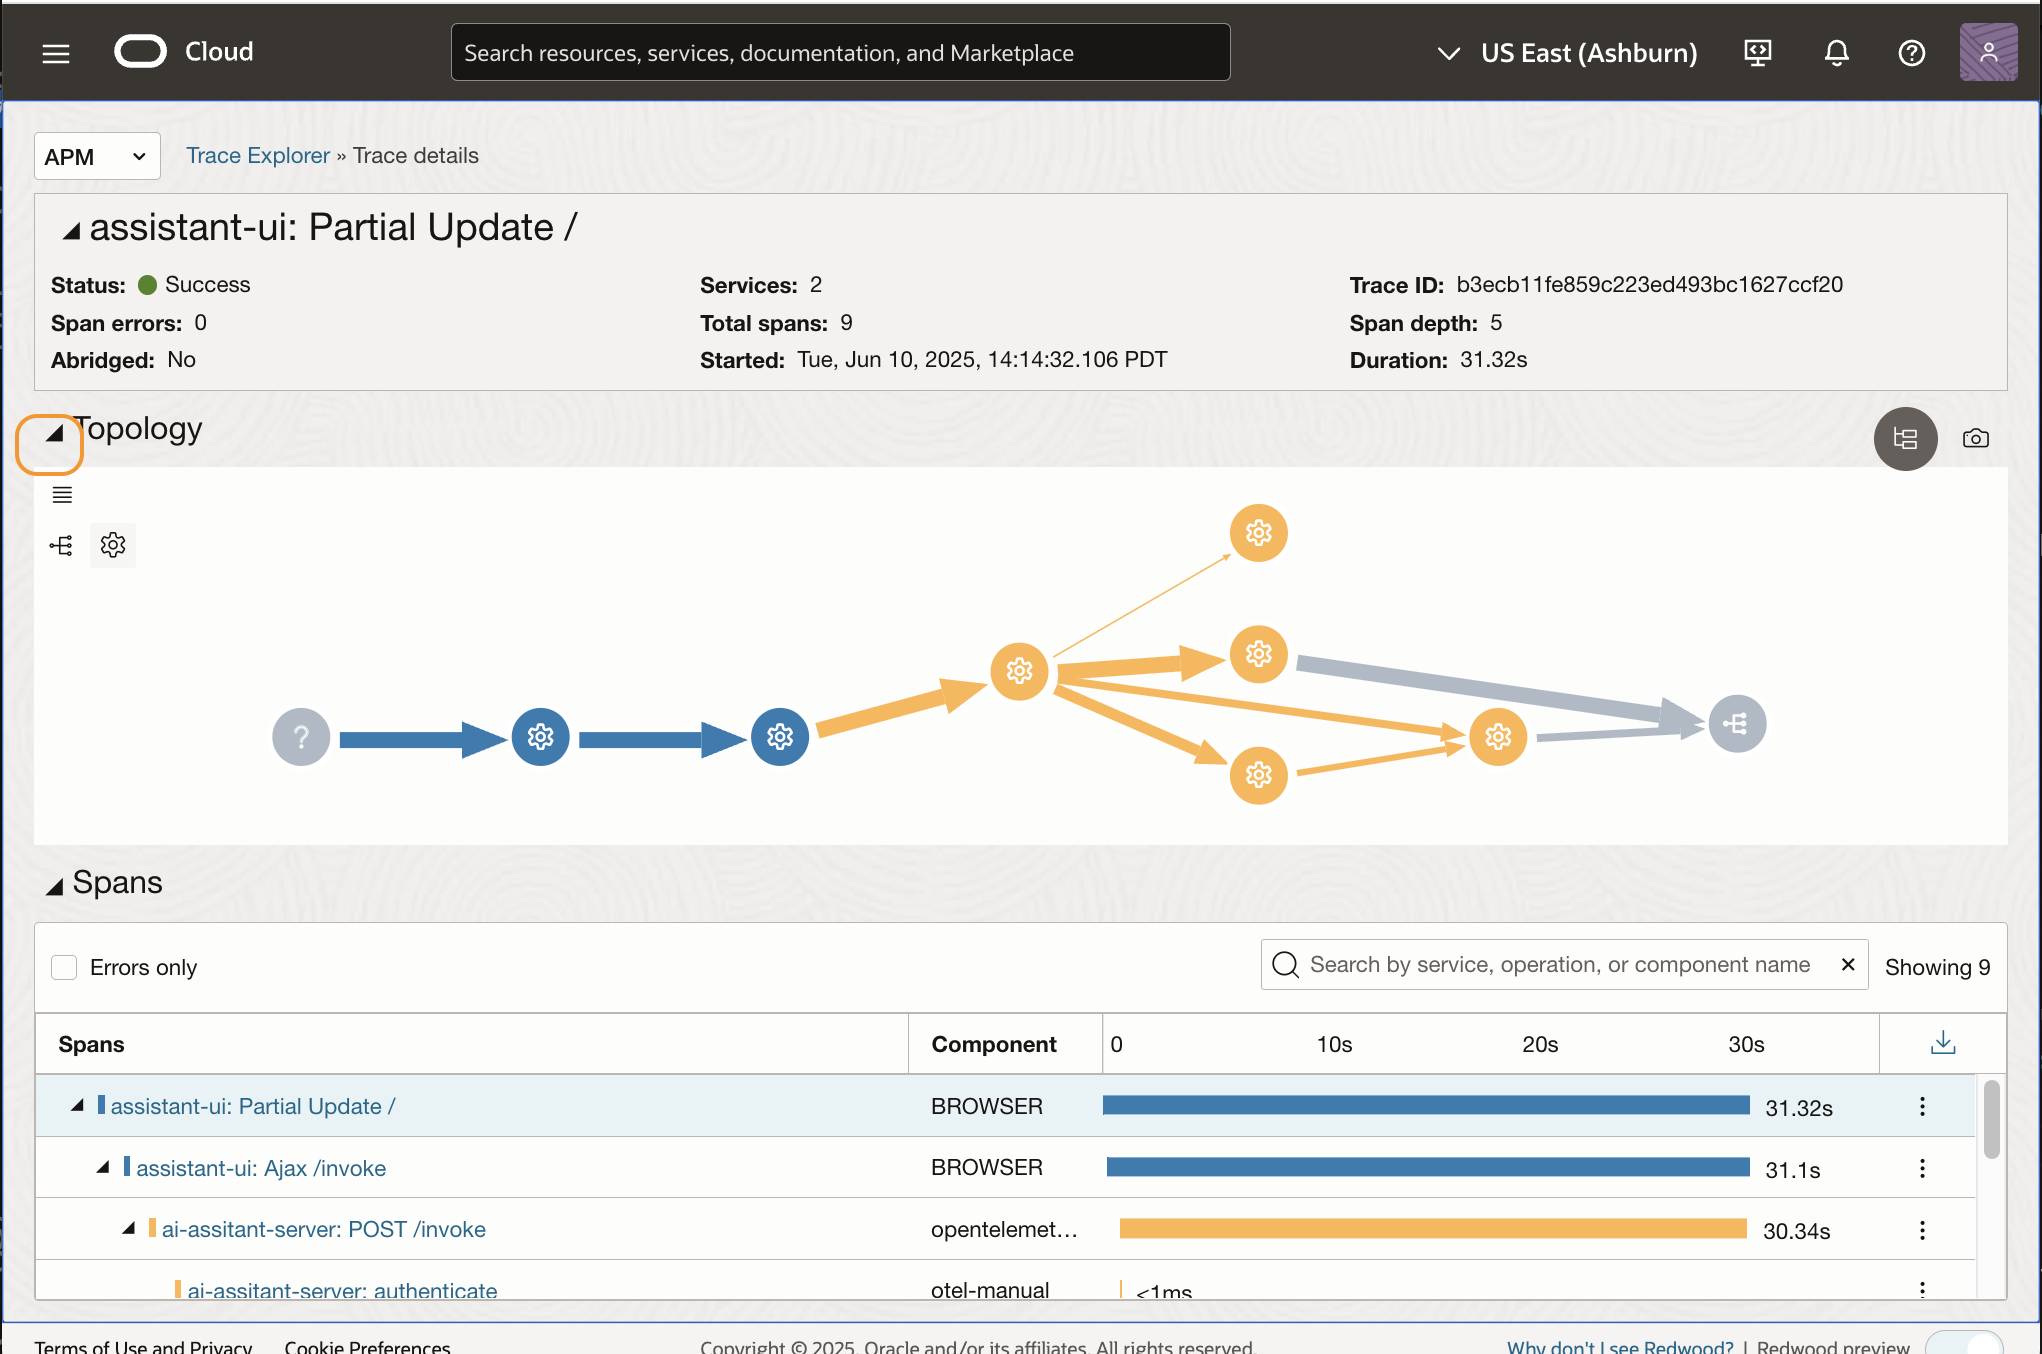 Cloud
Search resources, services, documentation, and Marketplace
US East (Ashburn)
APM
Trace Explorer » Trace details
assistant-ui: Partial Update /
Status: Success
Services: 2
Trace ID: b3ecb11fe859c223ed493bc1627ccf20
Span errors: 0
Total spans: 9
Span depth: 5
Abridged: No
Started: Tue, Jun 10, 2025, 14:14:32.106 PDT
Duration: 31.32s
Topology
?
Spans
Errors only
Search by service, operation, or component name
Showing 9
Spans
Component
0 10s 20s 30s
assistant-ui: Partial Update /
BROWSER
31.32s
assistant-ui: Ajax /invoke
BROWSER
31.1s
ai-assitant-server: POST /invoke
opentelemet...
30.34s
ai-assitant-server: authenticate
otel-manual
<1ms
Terms of Use and Privacy
Cookie Preferences
Copyright © 2025, Oracle and/or its affiliates. All rights reserved.
Why don't I see Redwood? | Redwood preview